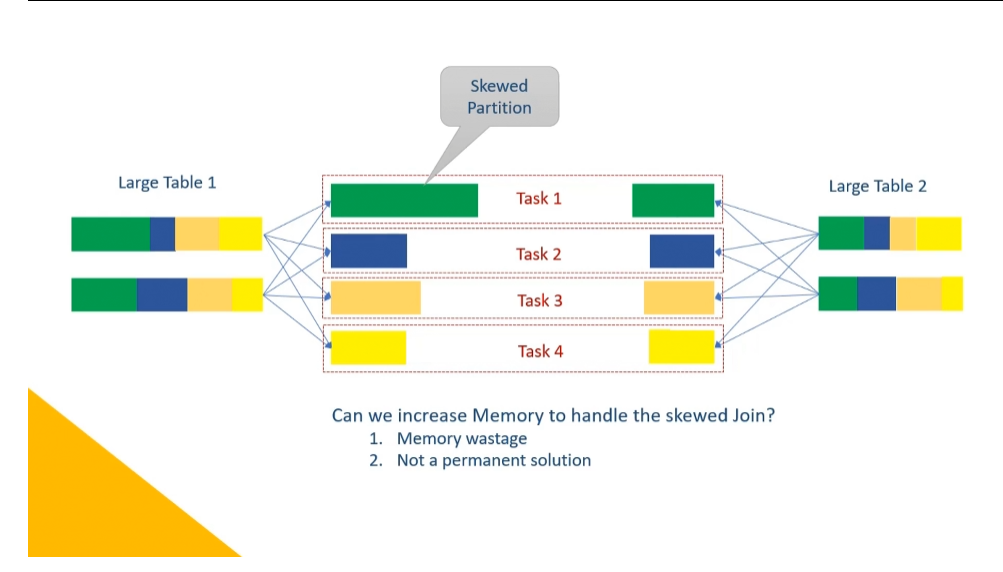 Skewed
Partition
Large Table 1
Large Table 2
Task 1
Task 2
Task 3
Task 4
Can we increase Memory to handle the skewed Join?
1. Memory wastage
2. Not a permanent solution